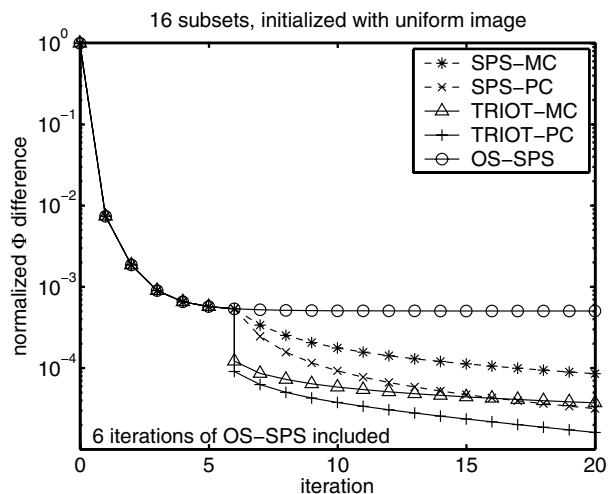 16 subsets, initialized with uniform image
10^0
10^-1
10^-2
10^-3
10^-4
normalized Φ difference
SPS-MC
SPS-PC
TRIOT-MC
TRIOT-PC
OS-SPS
6 iterations of OS-SPS included
0 5 10 15 20
iteration